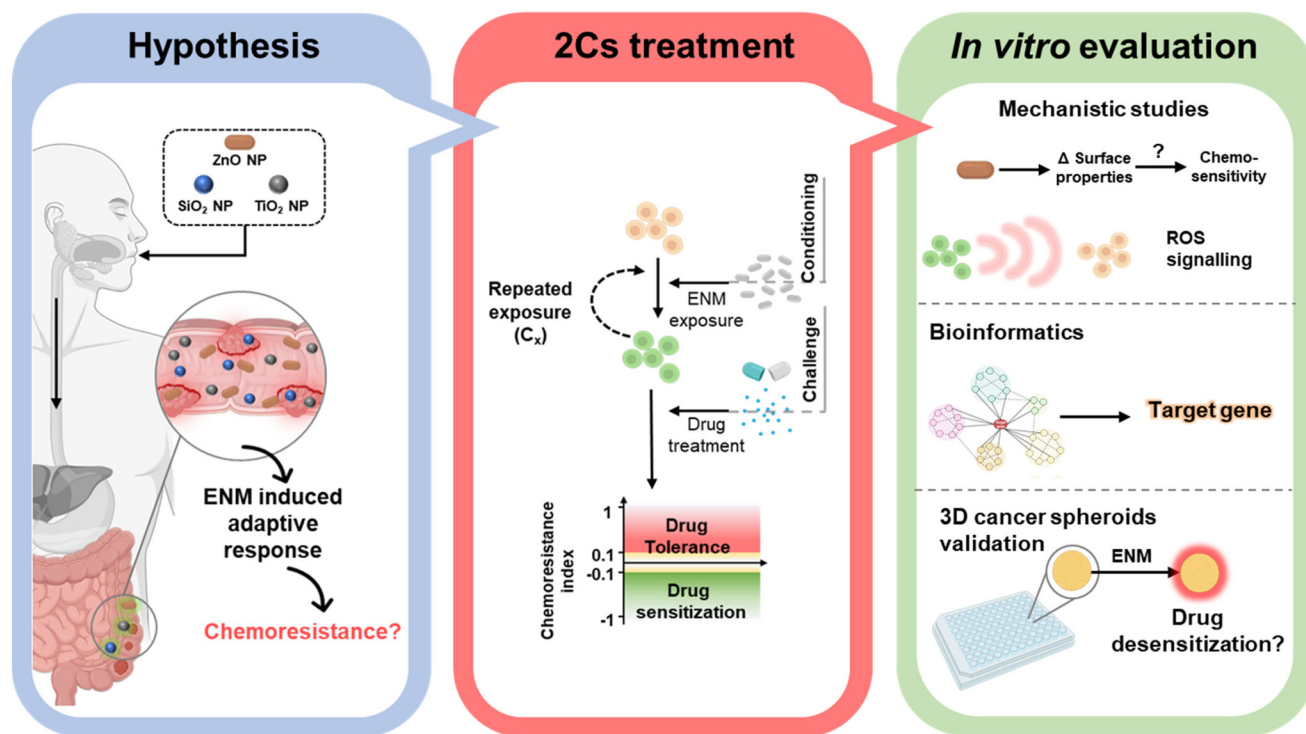 Hypothesis
ZnO NP
SiO₂ NP
TiO₂ NP
ENM induced
adaptive
response
Chemoresistance?
2Cs treatment
Conditioning
Repeated
exposure
(Cₓ)
ENM
exposure
Challenge
Drug
treatment
Chemoresistance
index
1
0.1
-0.1
-1
Drug
Tolerance
Drug
sensitization
In vitro evaluation
Mechanistic studies
Δ Surface
properties
?
Chemo-
sensitivity
ROS
signalling
Bioinformatics
Target gene
3D cancer spheroids
validation
ENM
Drug
desensitization?